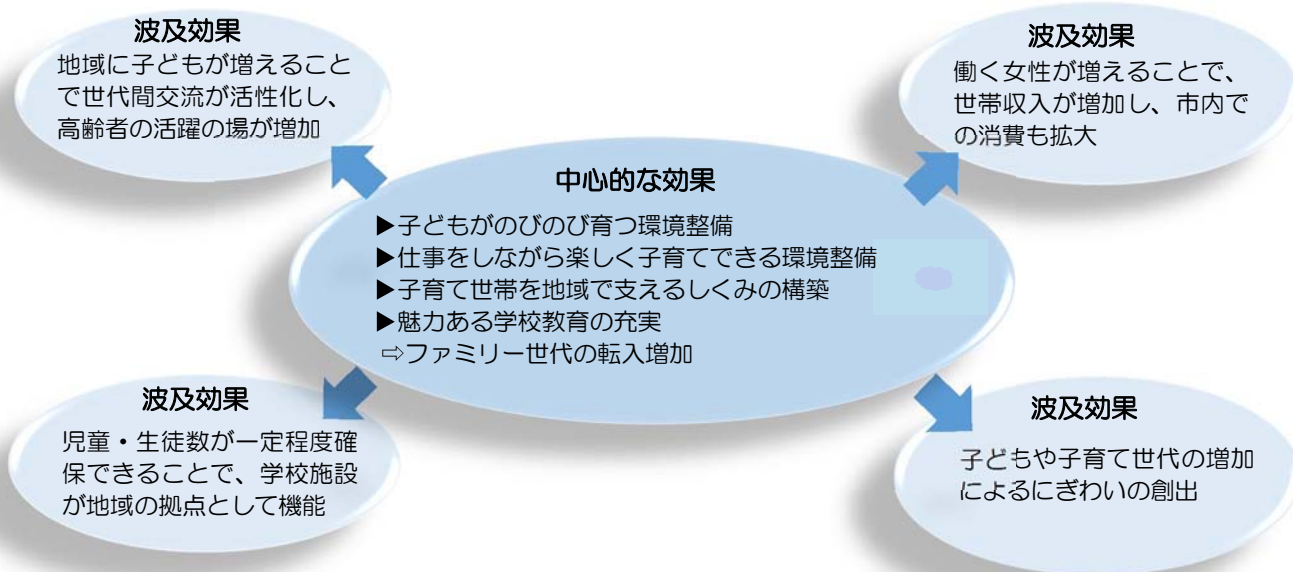 波及効果
地域に子どもが増えること
で世代間交流が活性化し、
高齢者の活躍の場が増加
波及効果
働く女性が増えることで、
世帯収入が増加し、市内で
の消費も拡大
中心的な効果
▶子どもがのびのび育つ環境整備
▶仕事をしながら楽しく子育てできる環境整備
▶子育て世帯を地域で支えるしくみの構築
▶魅力ある学校教育の充実
⇨ファミリー世代の転入増加
波及効果
児童・生徒数が一定程度確
保できることで、学校施設
が地域の拠点として機能
波及効果
子どもや子育て世代の増加
によるにぎわいの創出